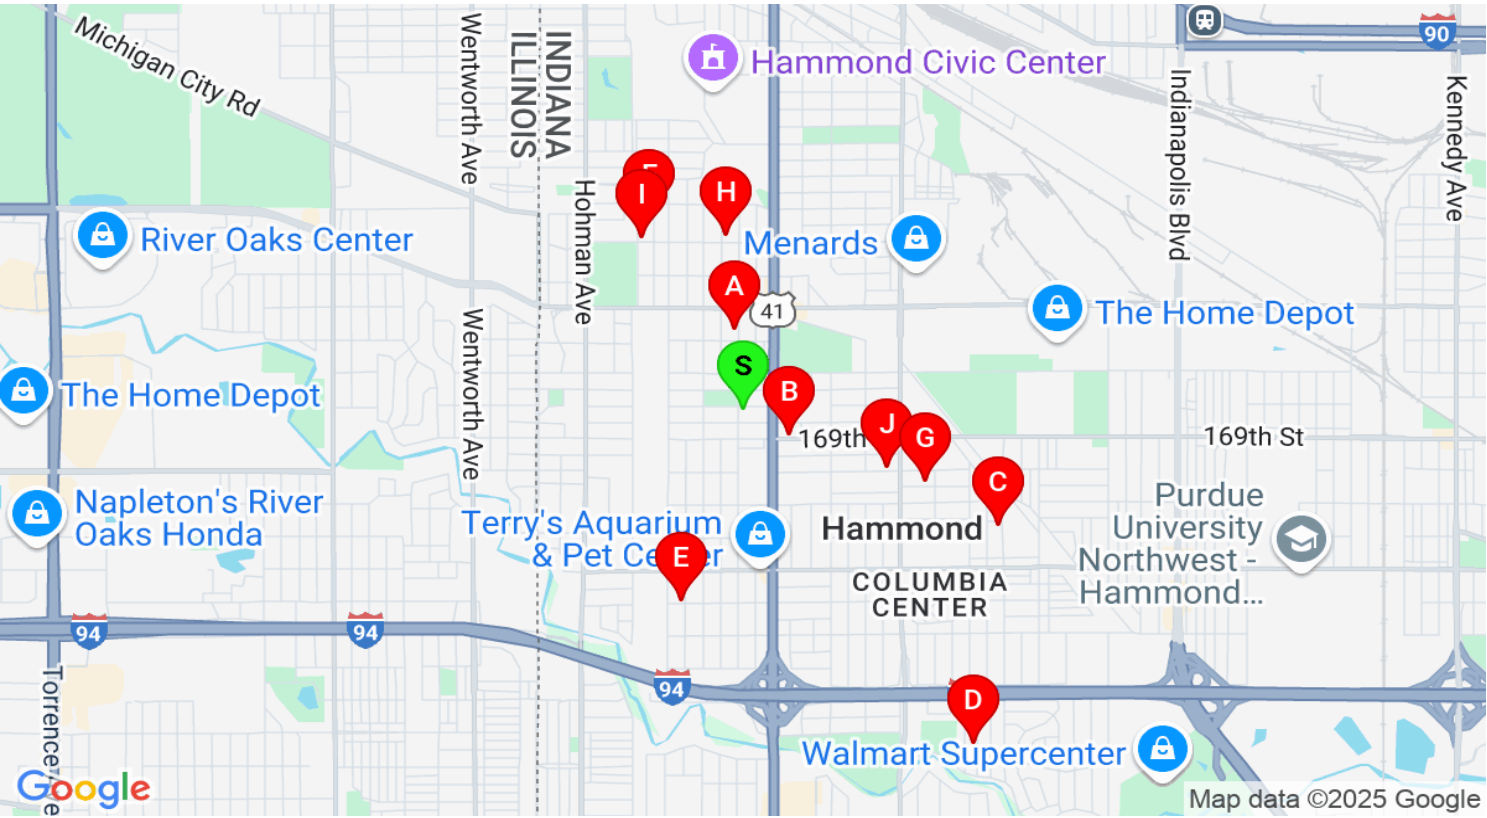 Michigan City Rd
Wentworth Ave
ILLINOIS
INDIANA
Hammond Civic Center
Indianapolis Blvd
90
Kennedy Ave
I
H
Hohman Ave
River Oaks Center
Menards
A
41
The Home Depot
The Home Depot
Wentworth Ave
S
B
169th
J
G
169th St
C
Napleton's River
Oaks Honda
Terry's Aquarium
& Pet Center
E
Hammond
COLUMBIA
CENTER
Purdue
University
Northwest -
Hammond...
94
94
94
Torrence Ave
D
Walmart Supercenter
Google
Map data ©2025 Google